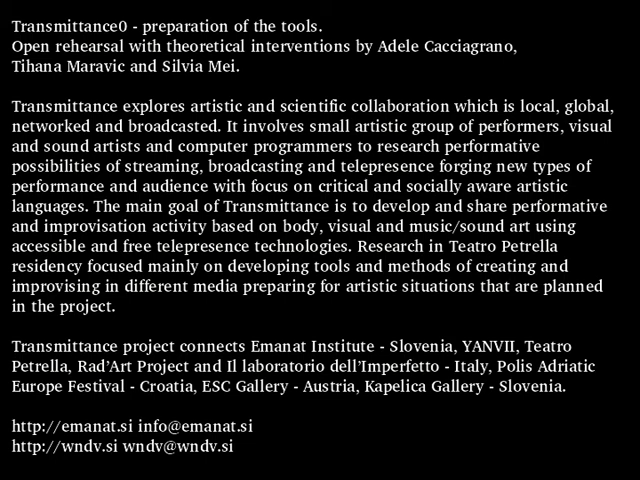 Transmittance0 - preparation of the tools.
Open rehearsal with theoretical interventions by Adele Cacciagrano,
Tihana Maravic and Silvia Mei.
Transmittance explores artistic and scientific collaboration which is local, global,
networked and broadcasted. It involves small artistic group of performers, visual
and sound artists and computer programmers to research performative
possibilities of streaming, broadcasting and telepresence forging new types of
performance and audience with focus on critical and socially aware artistic
languages. The main goal of Transmittance is to develop and share performative
and improvisation activity based on body, visual and music/sound art using
accessible and free telepresence technologies. Research in Teatro Petrella
residency focused mainly on developing tools and methods of creating and
improvising in different media preparing for artistic situations that are planned
in the project.
Transmittance project connects Emanat Institute - Slovenia, YANVII, Teatro
Petrella, Rad'Art Project and Il laboratorio dell'Imperfetto - Italy, Polis Adriatic
Europe Festival - Croatia, ESC Gallery - Austria, Kapelica Gallery - Slovenia.
http://emanat.si info@emanat.si
http://wndv.si wndv@wndv.si